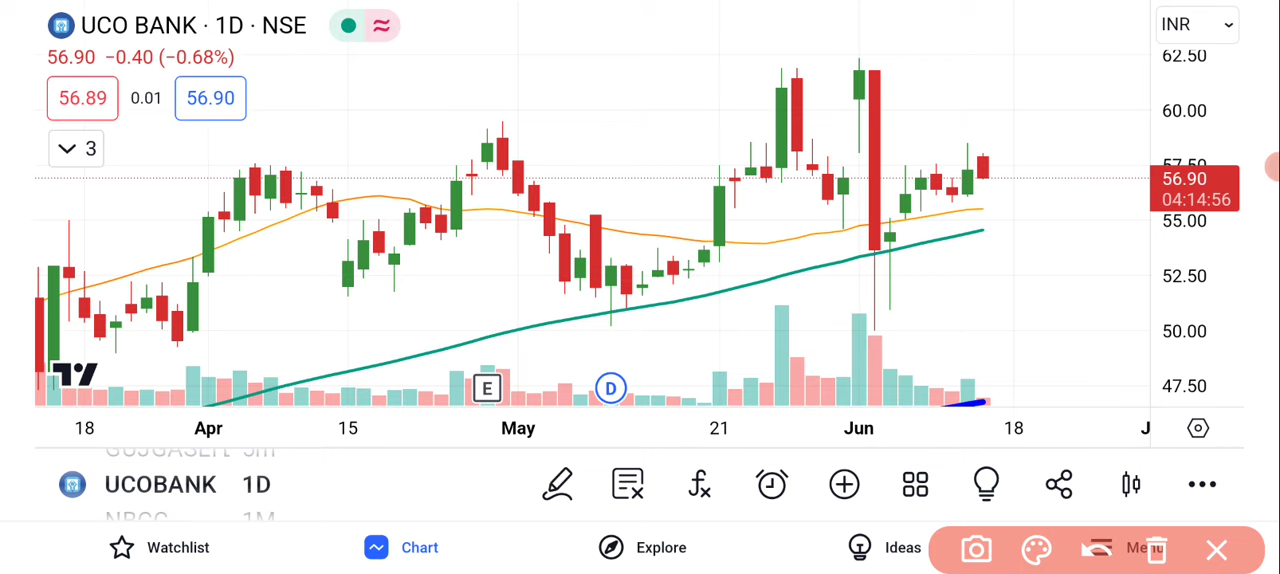 UCO BANK · 1D · NSE
INR
56.90 −0.40 (−0.68%)
56.89 0.01 56.90
3
62.50
60.00
57.50
56.90
04:14:56
55.00
52.50
50.00
47.50
E D
18 Apr 15 May 21 Jun 18
UCOBANK 1D
Watchlist Chart Explore Ideas Menu